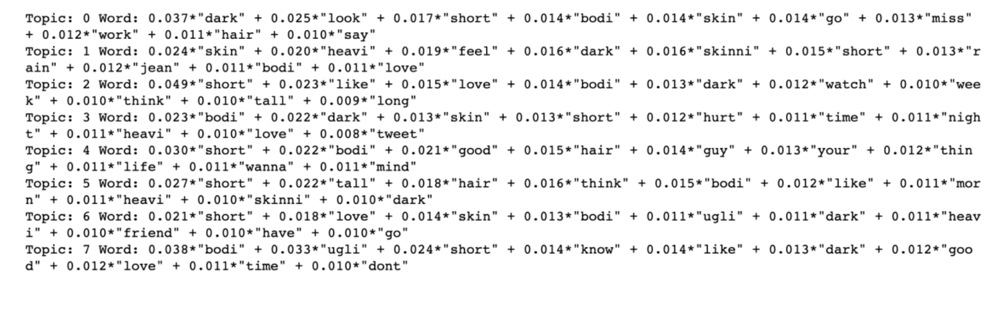 Topic: 0 Word: 0.037*"dark" + 0.025*"look" + 0.017*"short" + 0.014*"bodi" + 0.014*"skin" + 0.014*"go" + 0.013*"miss"
+ 0.012*"work" + 0.011*"hair" + 0.010*"say"
Topic: 1 Word: 0.024*"skin" + 0.020*"heavi" + 0.019*"feel" + 0.016*"dark" + 0.016*"skinni" + 0.015*"short" + 0.013*"r
ain" + 0.012*"jean" + 0.011*"bodi" + 0.011*"love"
Topic: 2 Word: 0.049*"short" + 0.023*"like" + 0.015*"love" + 0.014*"bodi" + 0.013*"dark" + 0.012*"watch" + 0.010*"wee
k" + 0.010*"think" + 0.010*"tall" + 0.009*"long"
Topic: 3 Word: 0.023*"bodi" + 0.022*"dark" + 0.013*"skin" + 0.013*"short" + 0.012*"hurt" + 0.011*"time" + 0.011*"nigh
t" + 0.011*"heavi" + 0.010*"love" + 0.008*"tweet"
Topic: 4 Word: 0.030*"short" + 0.022*"bodi" + 0.021*"good" + 0.015*"hair" + 0.014*"guy" + 0.013*"your" + 0.012*"thin
g" + 0.011*"life" + 0.011*"wanna" + 0.011*"mind"
Topic: 5 Word: 0.027*"short" + 0.022*"tall" + 0.018*"hair" + 0.016*"think" + 0.015*"bodi" + 0.012*"like" + 0.011*"mor
n" + 0.011*"heavi" + 0.010*"skinni" + 0.010*"dark"
Topic: 6 Word: 0.021*"short" + 0.018*"love" + 0.014*"skin" + 0.013*"bodi" + 0.011*"ugli" + 0.011*"dark" + 0.011*"heav
i" + 0.010*"friend" + 0.010*"have" + 0.010*"go"
Topic: 7 Word: 0.038*"bodi" + 0.033*"ugli" + 0.024*"short" + 0.014*"know" + 0.014*"like" + 0.013*"dark" + 0.012*"goo
d" + 0.012*"love" + 0.011*"time" + 0.010*"dont"